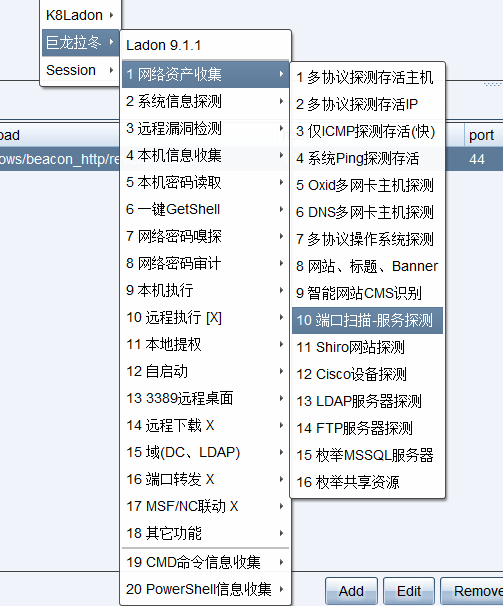 K8Ladon
巨龙拉冬
Session
Ladon 9.1.1
1 网络资产收集
2 系统信息探测
3 远程漏洞检测
4 本机信息收集
5 本机密码读取
6 一键GetShell
7 网络密码嗅探
8 网络密码审计
9 本机执行
10 远程执行 [X]
11 本地提权
12 自启动
13 3389远程桌面
14 远程下载 X
15 域(DC、LDAP)
16 端口转发 X
17 MSF/NC联动 X
18 其它功能
19 CMD命令信息收集
20 PowerShell信息收集
1 多协议探测存活主机
2 多协议探测存活IP
3 仅ICMP探测存活(快)
4 系统Ping探测存活
5 Oxid多网卡主机探测
6 DNS多网卡主机探测
7 多协议操作系统探测
8 网站、标题、Banner
9 智能网站CMS识别
10 端口扫描-服务探测
11 Shiro网站探测
12 Cisco设备探测
13 LDAP服务器探测
14 FTP服务器探测
15 枚举MSSQL服务器
16 枚举共享资源
oad
port
ows/beacon_http/re
44
Add
Edit
Remove